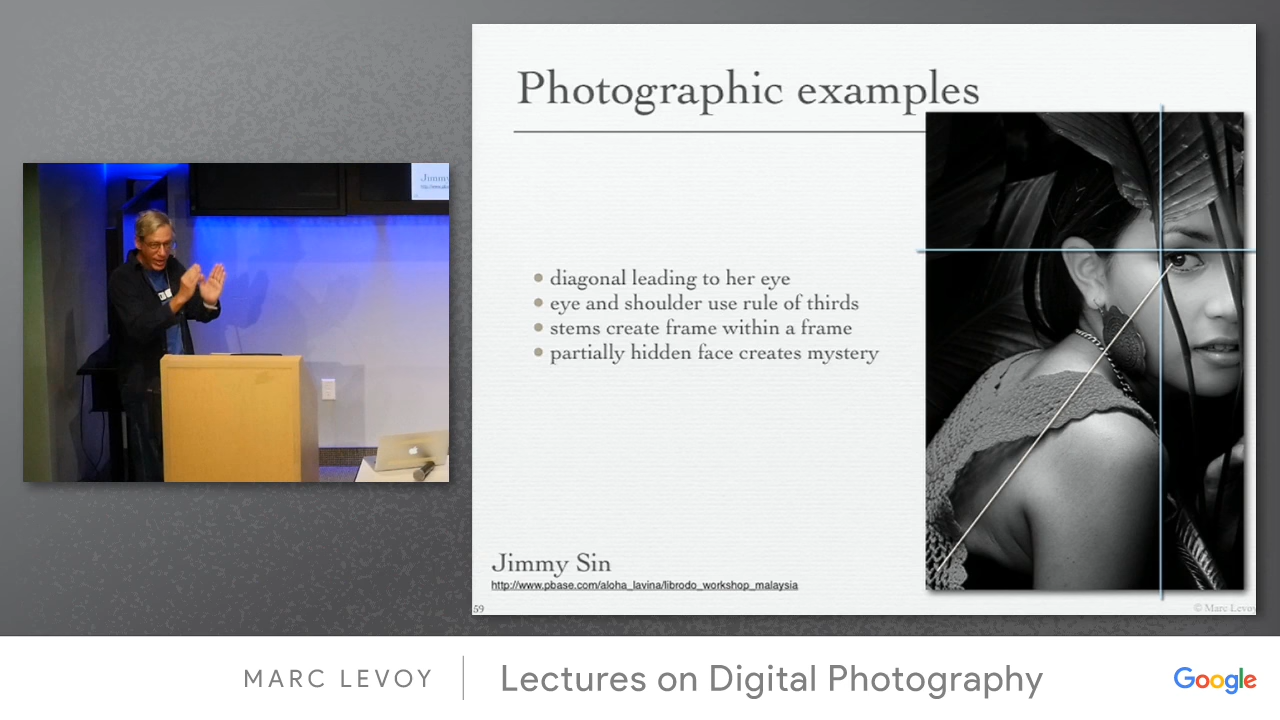 Photographic examples
• diagonal leading to her eye
• eye and shoulder use rule of thirds
• stems create frame within a frame
• partially hidden face creates mystery
Jimmy Sin
http://www.pbase.com/aloha_lavina/librodo_workshop_malaysia
59
© Marc Levoy
Jimmy
MARC LEVOY
Lectures on Digital Photography
Google